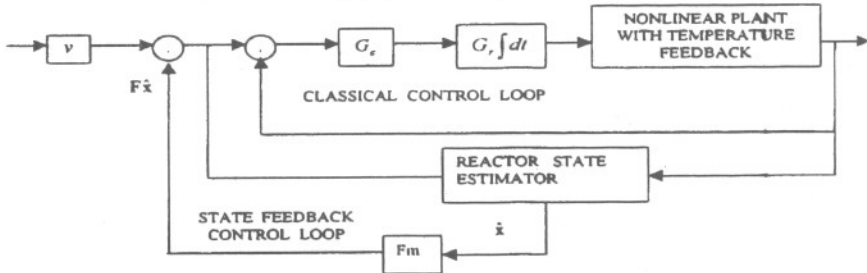 NONLINEAR PLANT
WITH TEMPERATURE
FEEDBACK
v
G_e
G_r ∫ dt
Fx̂
CLASSICAL CONTROL LOOP
REACTOR STATE
ESTIMATOR
STATE FEEDBACK
CONTROL LOOP
x̂
Fm